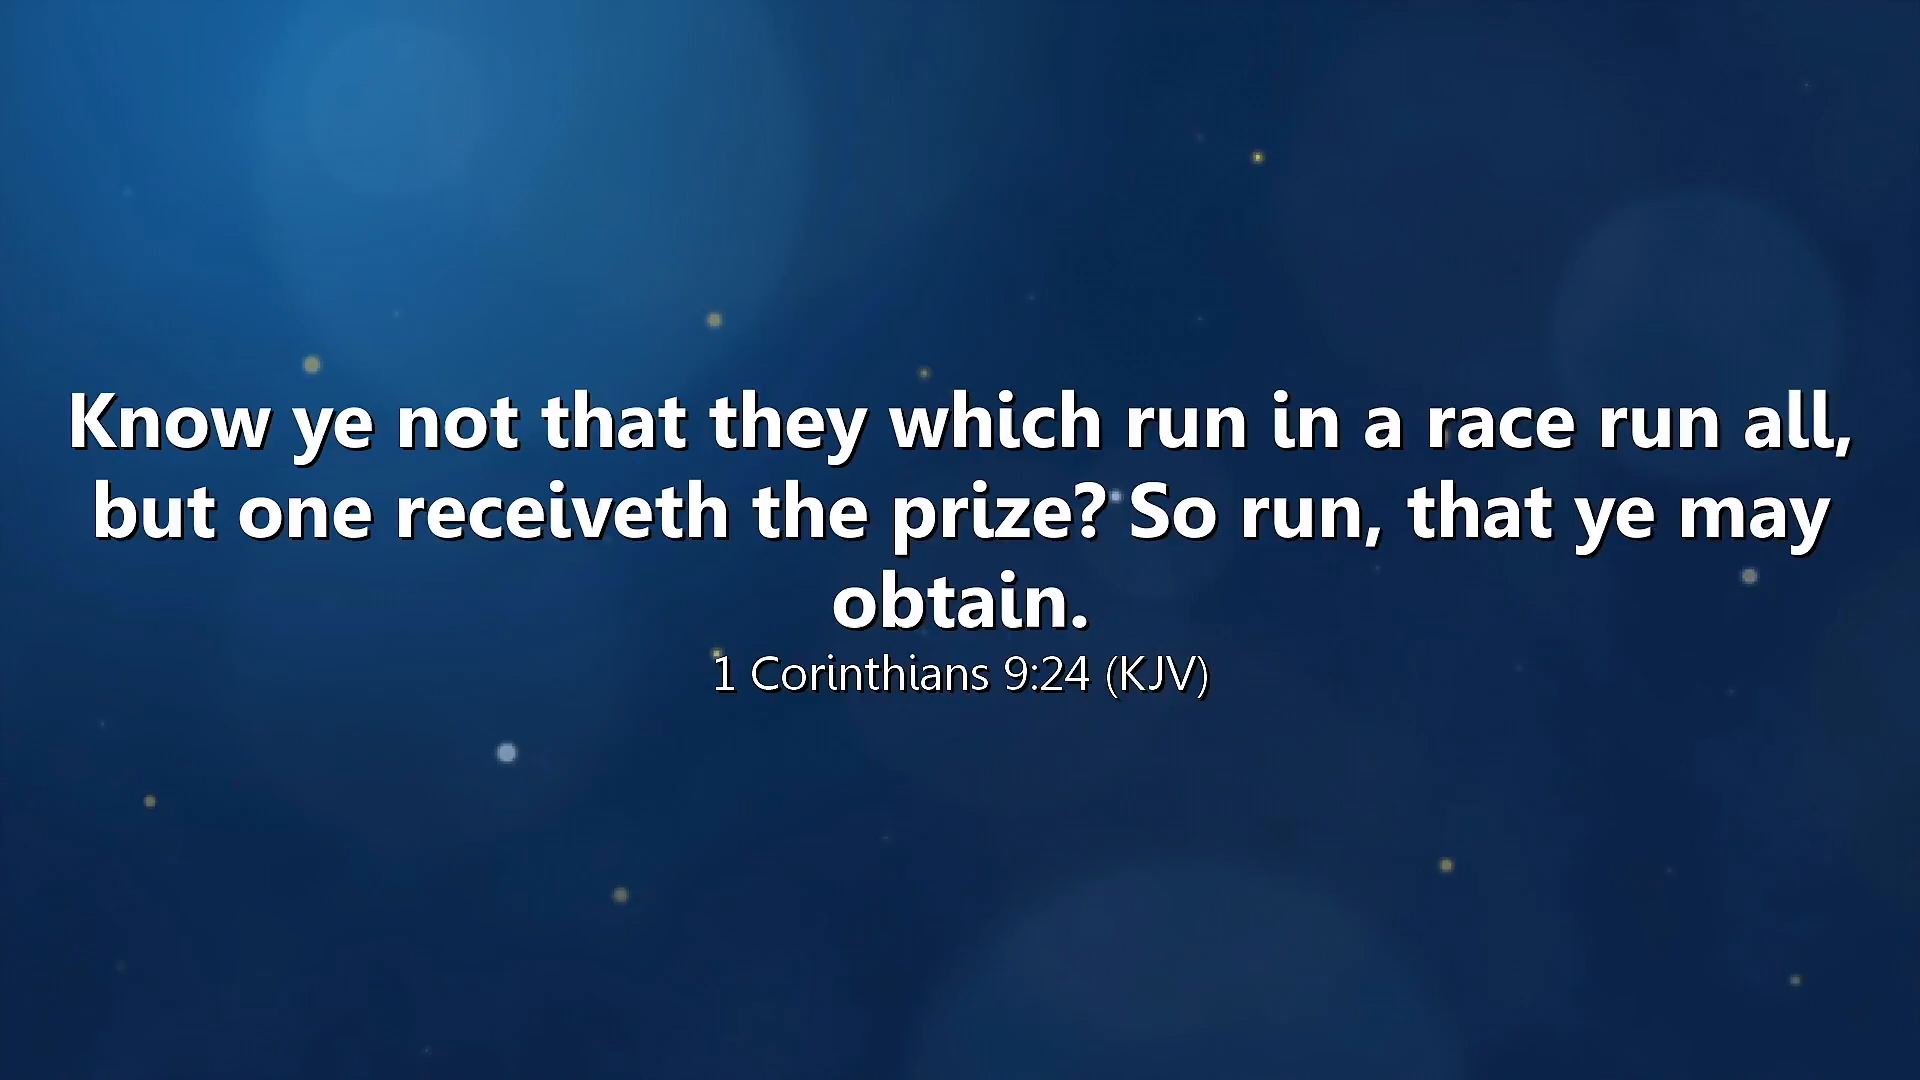 Know ye not that they which run in a race run all,
but one receiveth the prize? So run, that ye may
obtain.
1 Corinthians 9:24 (KJV)